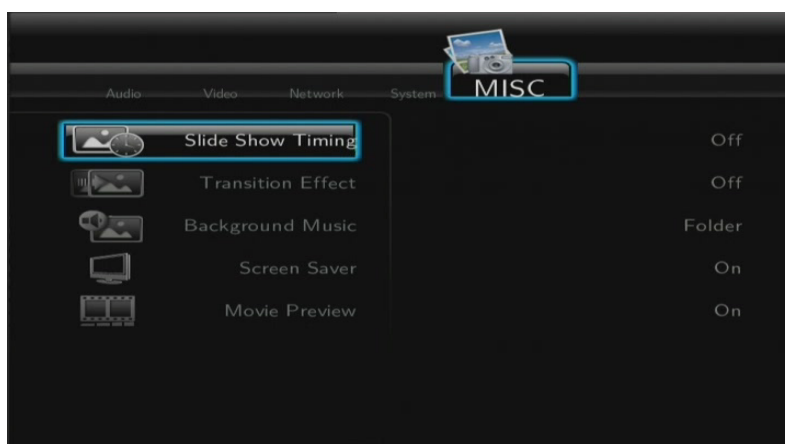 Audio Video Network System MISC
Slide Show Timing Off
Transition Effect Off
Background Music Folder
Screen Saver On
Movie Preview On